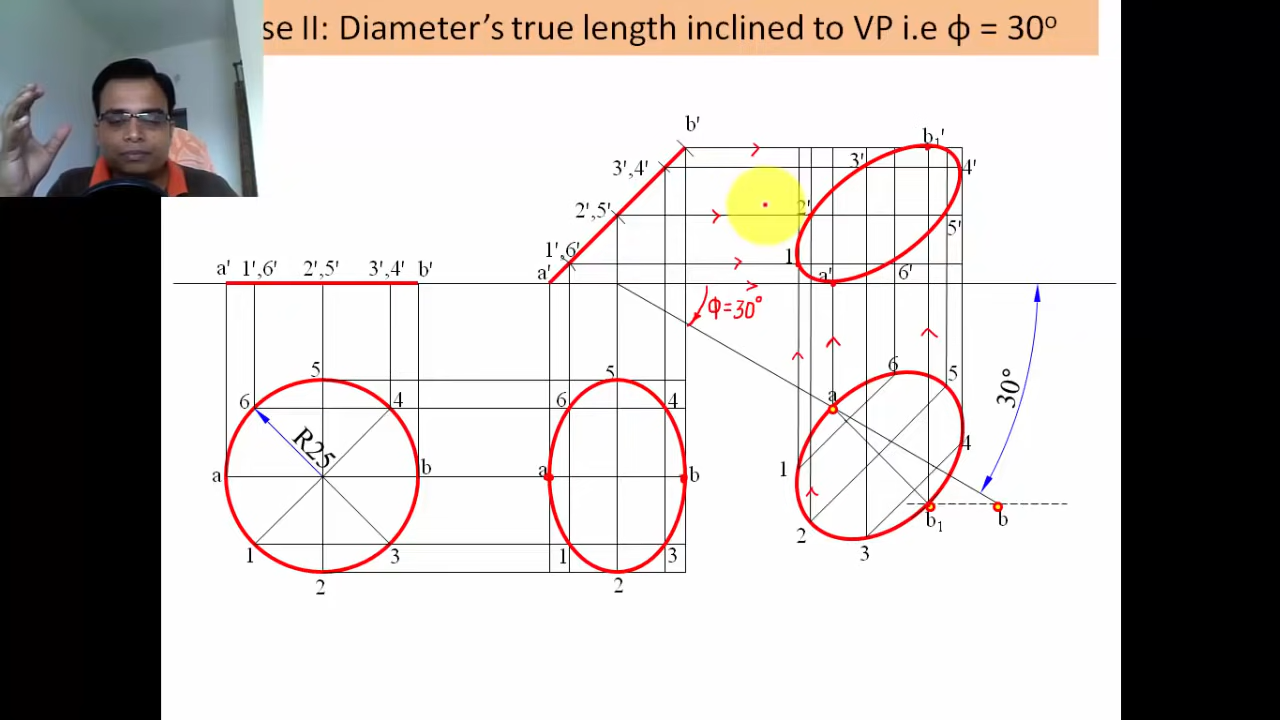 se II: Diameter's true length inclined to VP i.e ϕ = 30º
b'
b₁'
3',4'
3'
4'
2',5'
2'
5'
1',6'
1
a'
a'
6'
a' 1',6' 2',5' 3',4' b'
ϕ=30°
30°
5
5
6
5
6
4
6
4
a
R25
a
b
a
b
4
1
b₁
b
2
3
1
3
1
3
2
2